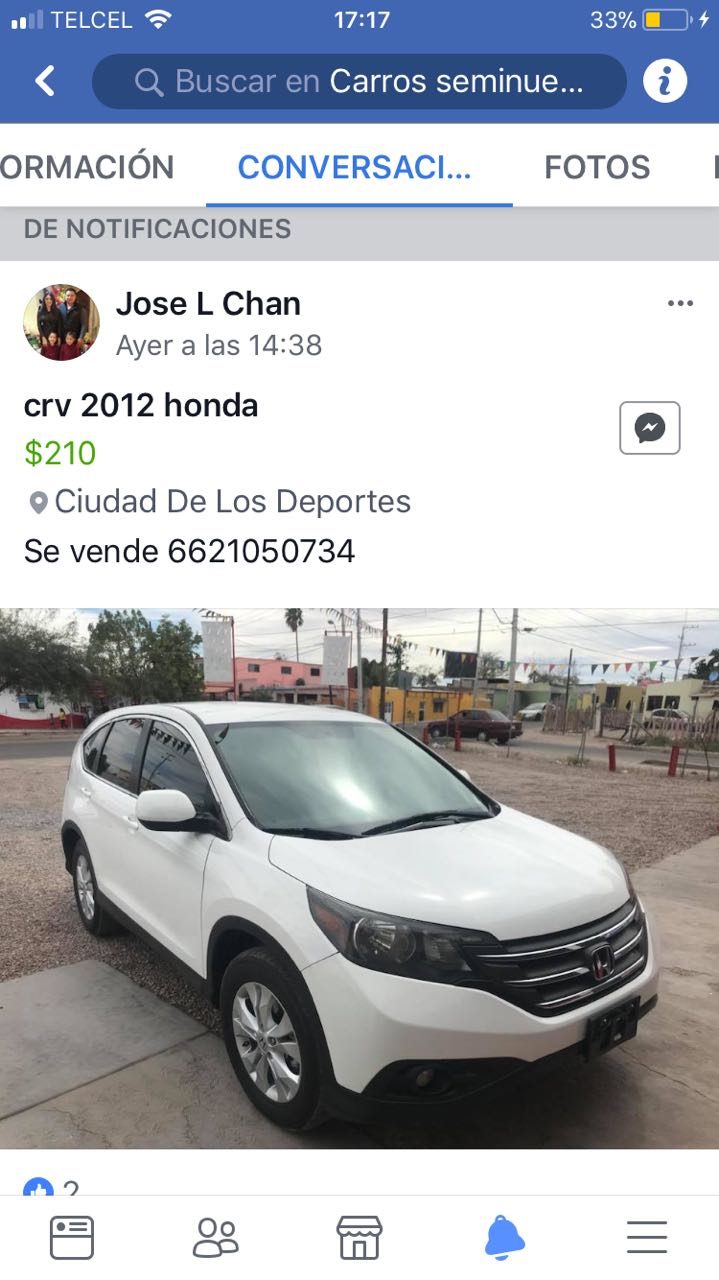 TELCEL 17:17 33%
Buscar en Carros seminue...
ORMACIÓN CONVERSACI... FOTOS
DE NOTIFICACIONES
Jose L Chan
Ayer a las 14:38
crv 2012 honda
$210
Ciudad De Los Deportes
Se vende 6621050734
2